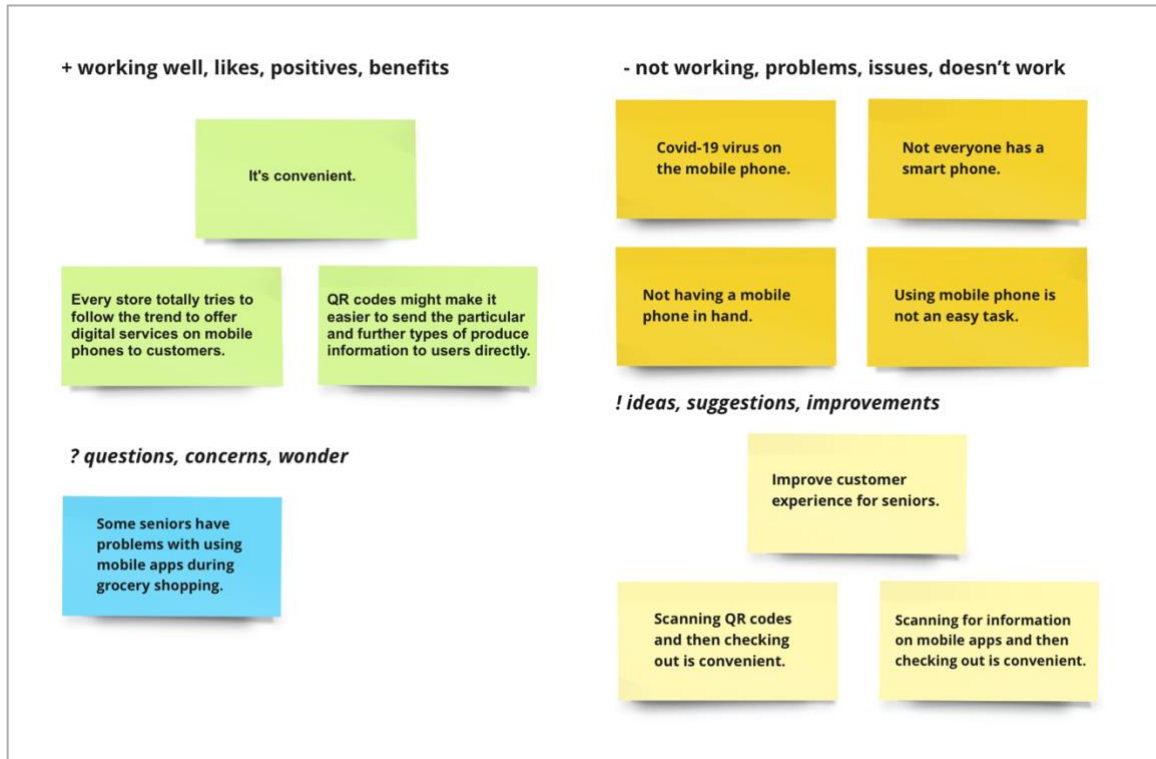 + working well, likes, positives, benefits
It's convenient.
Every store totally tries to
follow the trend to offer
digital services on mobile
phones to customers.
QR codes might make it
easier to send the particular
and further types of produce
information to users directly.
- not working, problems, issues, doesn’t work
Covid-19 virus on
the mobile phone.
Not everyone has a
smart phone.
Not having a mobile
phone in hand.
Using mobile phone is
not an easy task.
? questions, concerns, wonder
Some seniors have
problems with using
mobile apps during
grocery shopping.
! ideas, suggestions, improvements
Improve customer
experience for seniors.
Scanning QR codes
and then checking
out is convenient.
Scanning for information
on mobile apps and then
checking out is convenient.